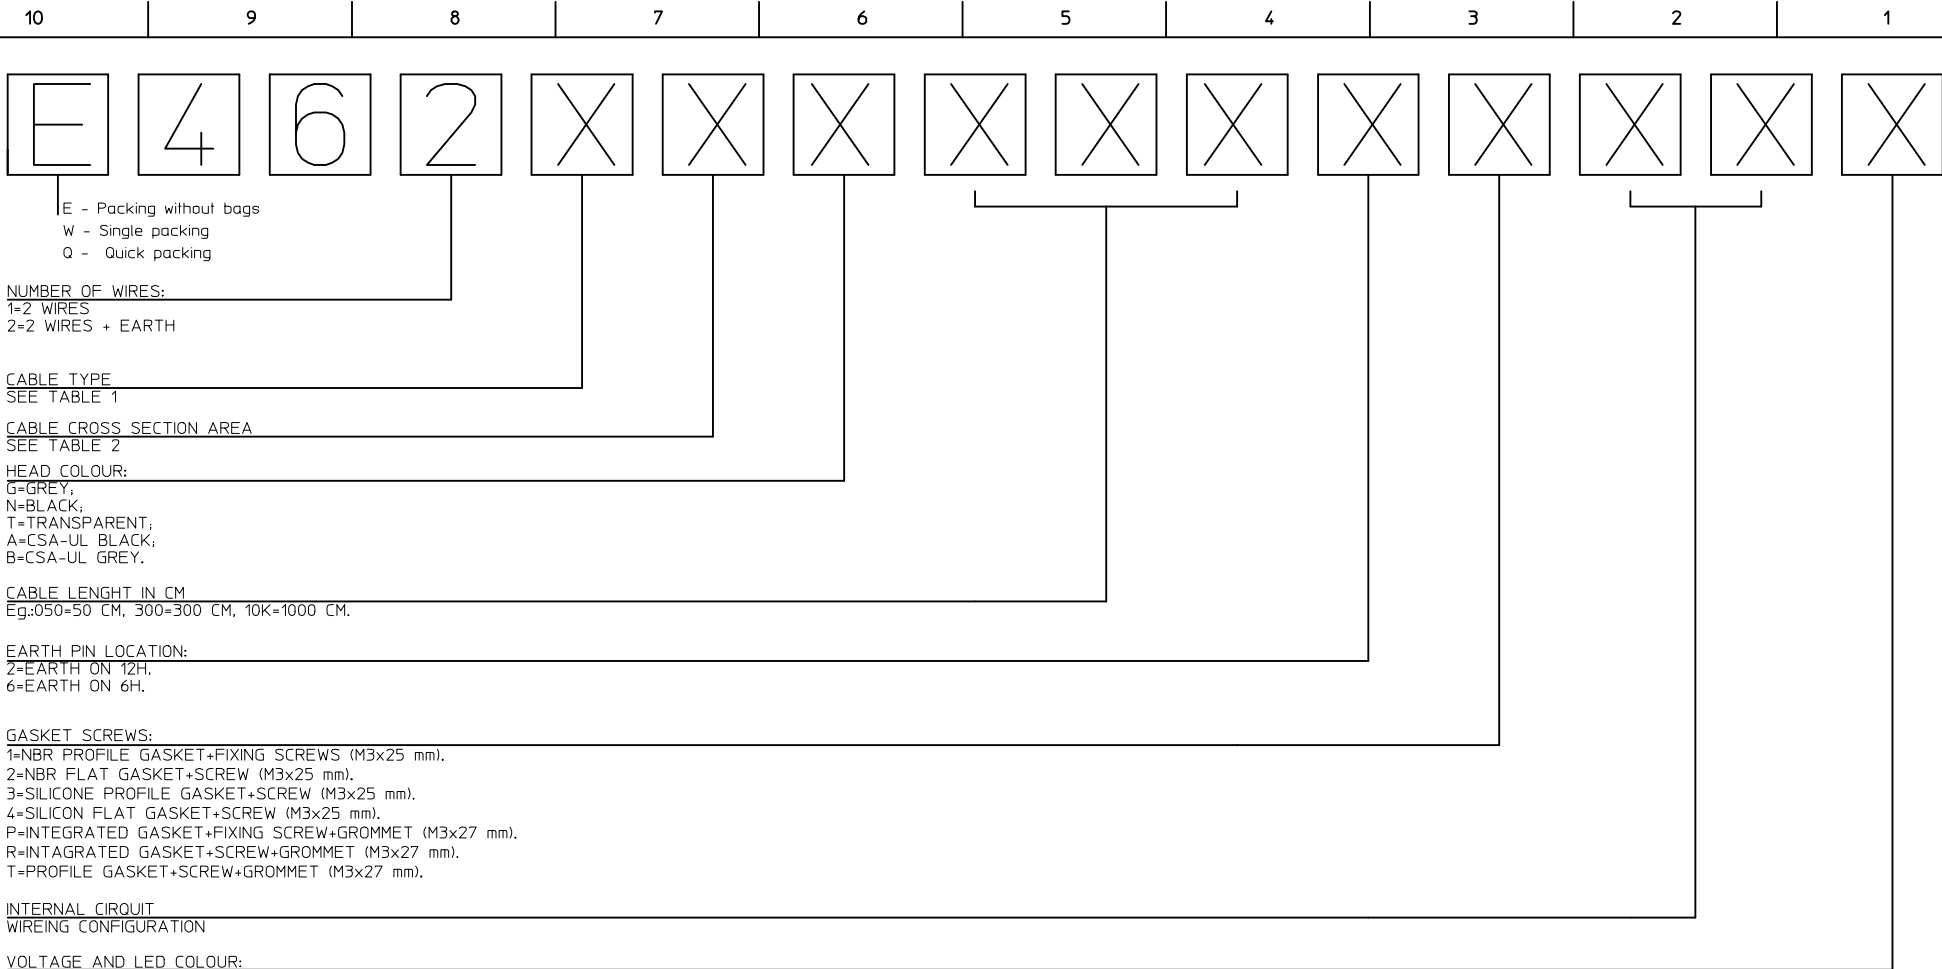 10 9 8 7 6 5 4 3 2 1
E 4 6 2 X X X X X X X X X X X
E - Packing without bags
W - Single packing
Q - Quick packing
NUMBER OF WIRES:
1=2 WIRES
2=2 WIRES + EARTH
CABLE TYPE
SEE TABLE 1
CABLE CROSS SECTION AREA
SEE TABLE 2
HEAD COLOUR:
G=GREY;
N=BLACK;
T=TRANSPARENT;
A=CSA-UL BLACK;
B=CSA-UL GREY.
CABLE LENGHT IN CM
Eg.:050=50 CM, 300=300 CM, 10K=1000 CM.
EARTH PIN LOCATION:
2=EARTH ON 12H.
6=EARTH ON 6H.
GASKET SCREWS:
1=NBR PROFILE GASKET+FIXING SCREWS (M3x25 mm).
2=NBR FLAT GASKET+SCREW (M3x25 mm).
3=SILICONE PROFILE GASKET+SCREW (M3x25 mm).
4=SILICON FLAT GASKET+SCREW (M3x25 mm).
P=INTEGRATED GASKET+FIXING SCREW+GROMMET (M3x27 mm).
R=INTAGRATED GASKET+SCREW+GROMMET (M3x27 mm).
T=PROFILE GASKET+SCREW+GROMMET (M3x27 mm).
INTERNAL CIRQUIT
WIREING CONFIGURATION
VOLTAGE AND LED COLOUR: